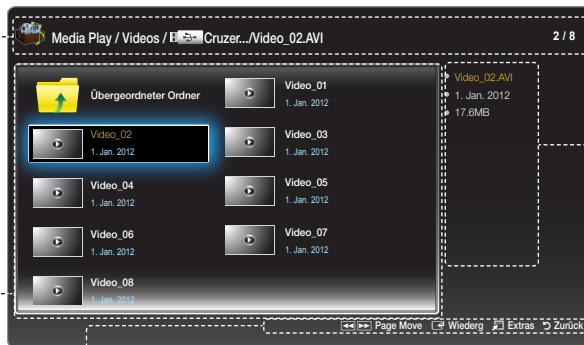 Media Play / Videos / Cruzer.../Video_02.AVI
2 / 8
Übergeordneter Ordner
Video_01
1. Jan. 2012
Video_02
1. Jan. 2012
Video_03
1. Jan. 2012
Video_04
1. Jan. 2012
Video_05
1. Jan. 2012
Video_06
1. Jan. 2012
Video_07
1. Jan. 2012
Video_08
1. Jan. 2012
Video_02.AVI
1. Jan. 2012
17.6MB
Page Move Wiederg Extras Zurück